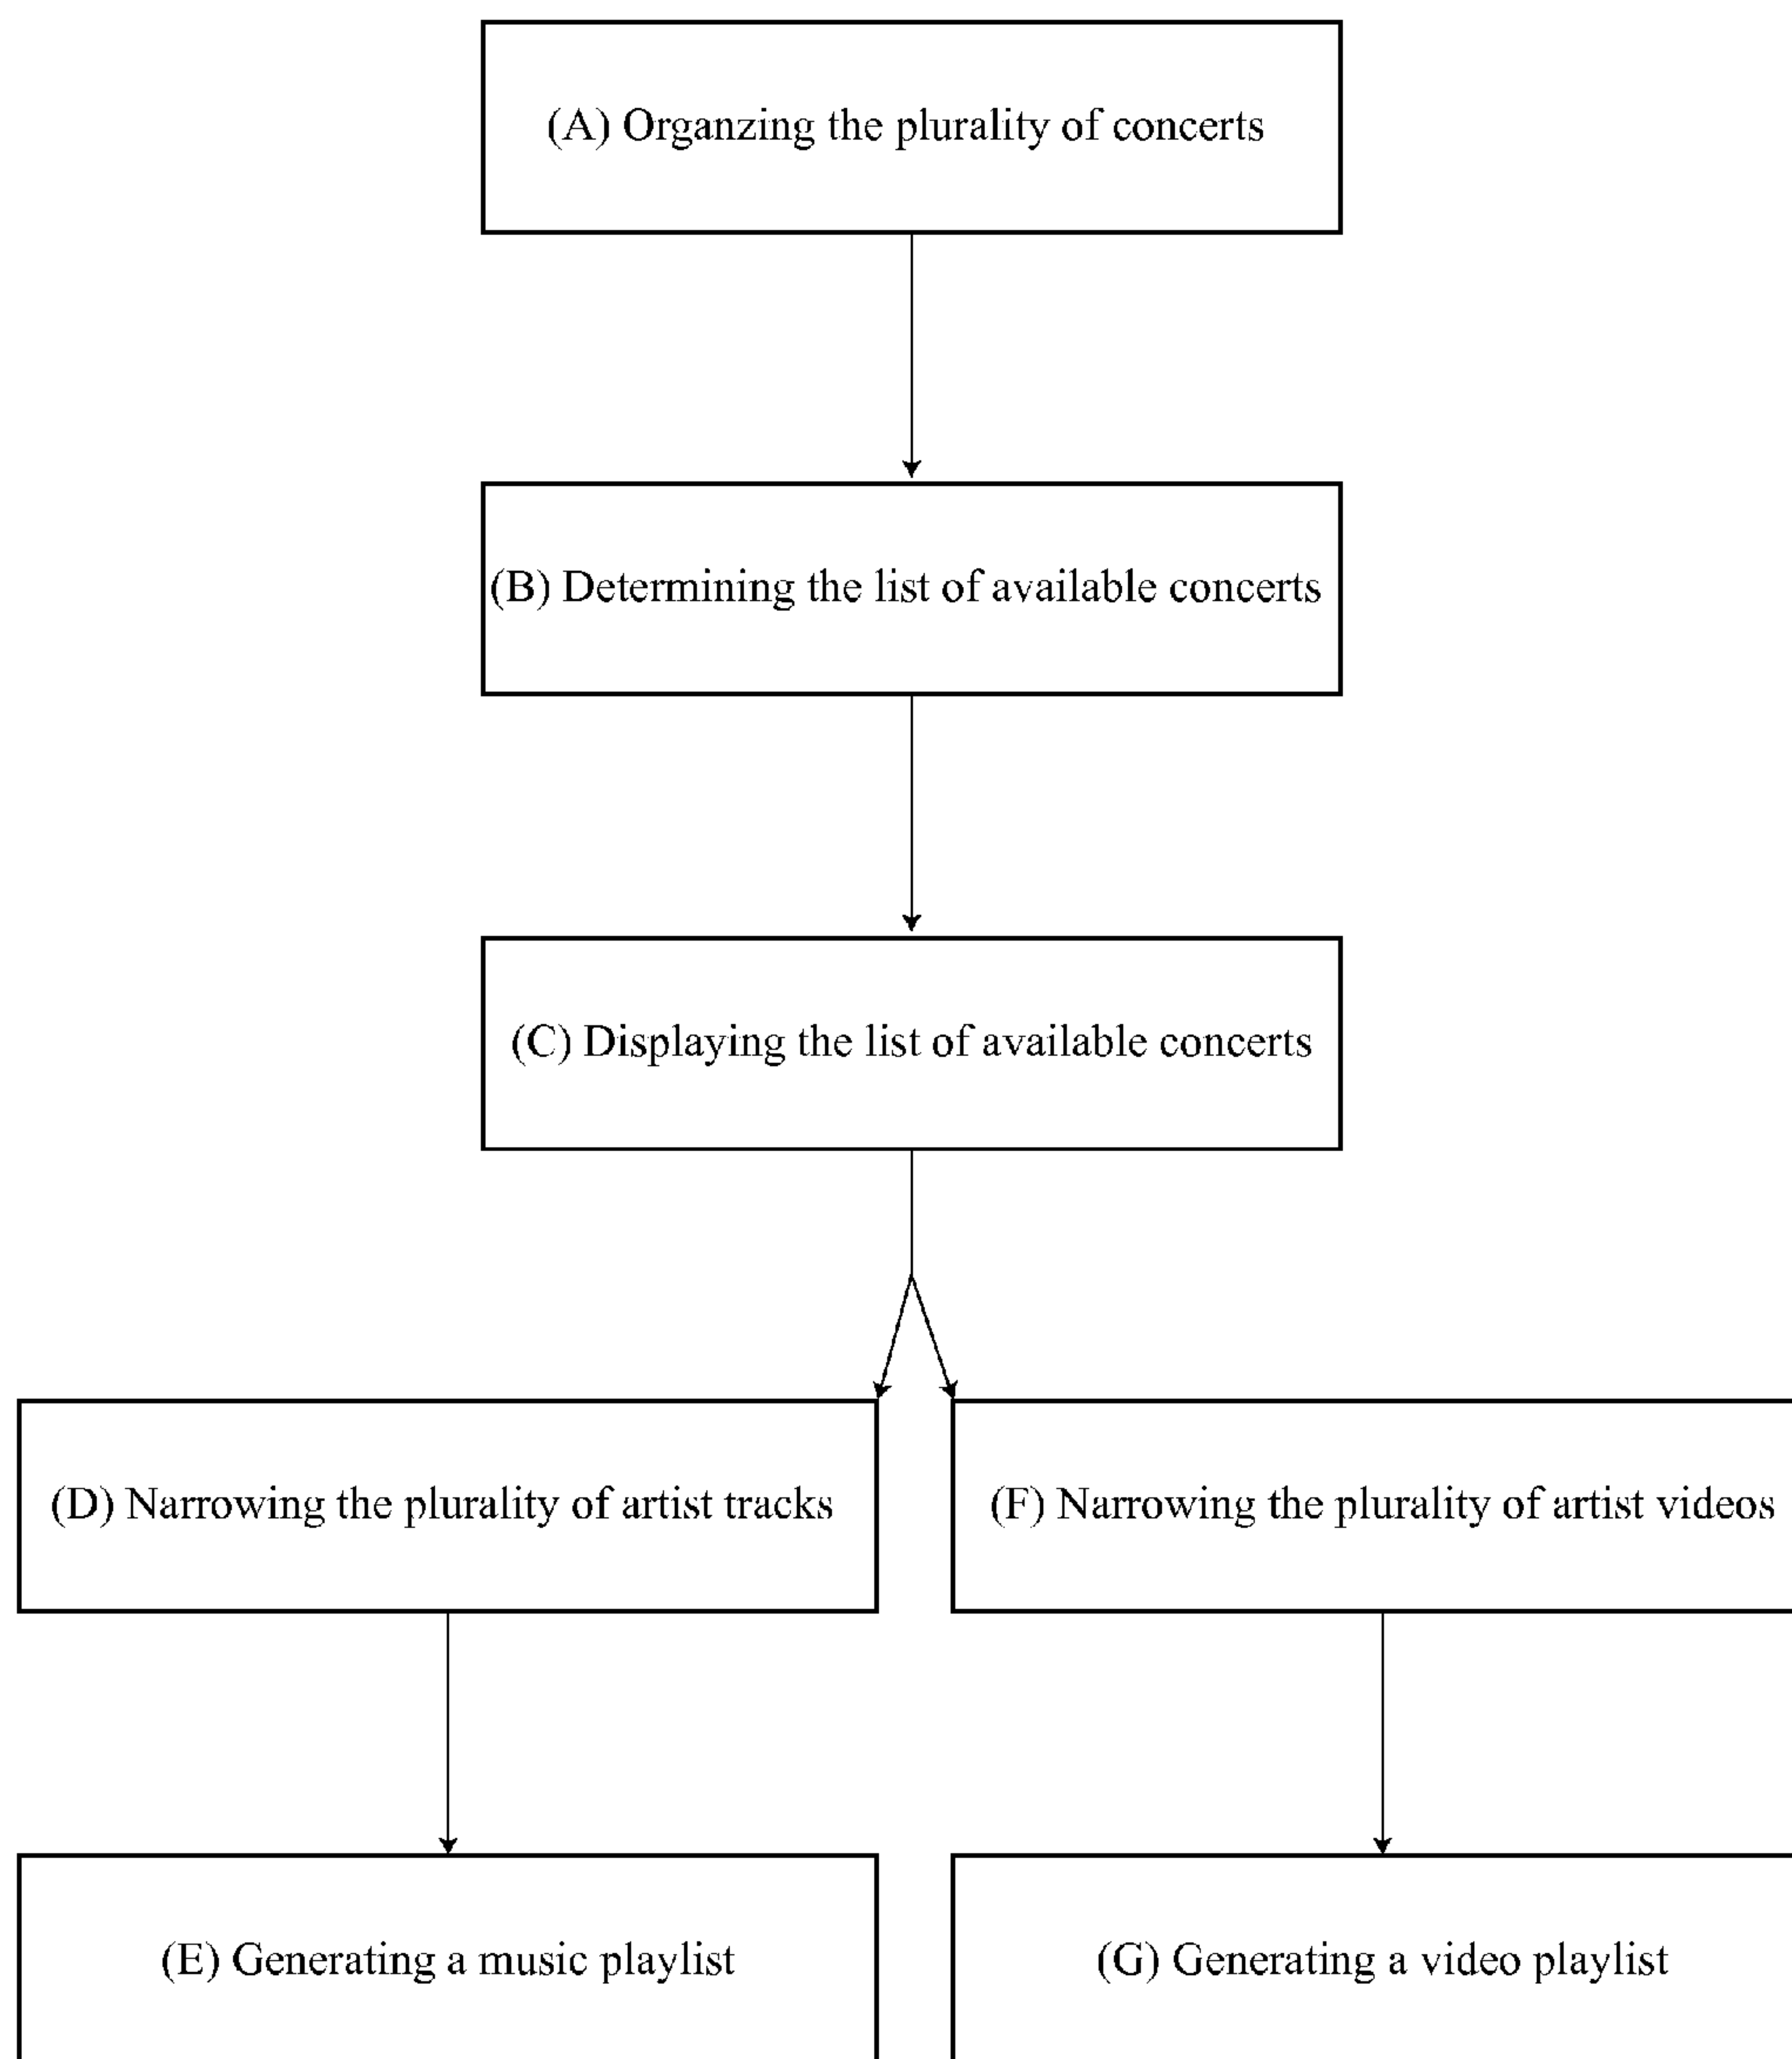 (A) Organzing the plurality of concerts
(B) Determining the list of available concerts
(C) Displaying the list of available concerts
(D) Narrowing the plurality of artist tracks
(F) Narrowing the plurality of artist videos
(E) Generating a music playlist
(G) Generating a video playlist